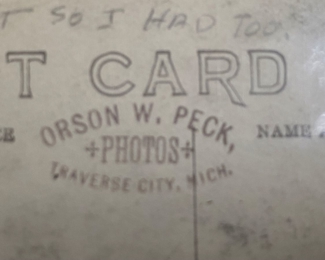 T SO I HAD TOO.
T CARD
ORSON W. PECK,
+PHOTOS+
NAME
TRAVERSE CITY, MICH.